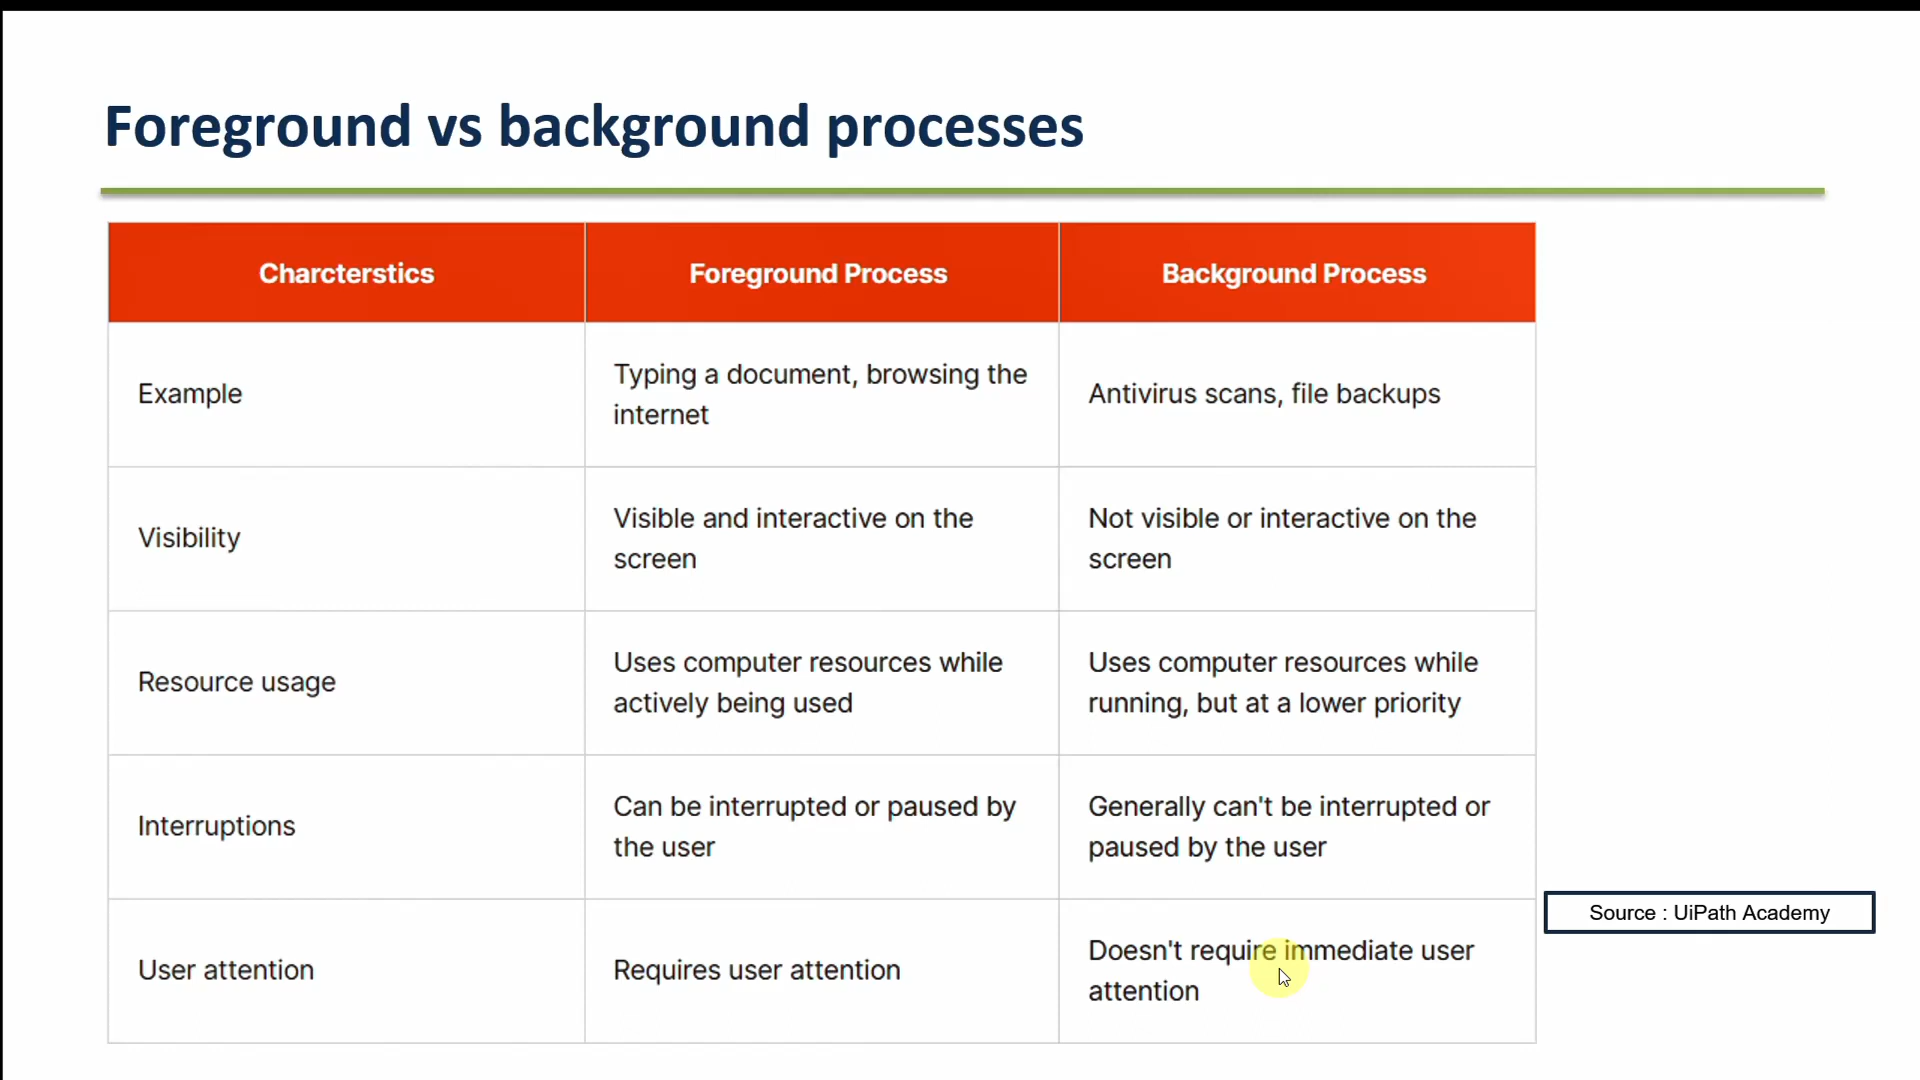 Foreground vs background processes
Charcterstics
Foreground Process
Background Process
Example
Typing a document, browsing the
internet
Antivirus scans, file backups
Visibility
Visible and interactive on the
screen
Not visible or interactive on the
screen
Resource usage
Uses computer resources while
actively being used
Uses computer resources while
running, but at a lower priority
Interruptions
Can be interrupted or paused by
the user
Generally can't be interrupted or
paused by the user
User attention
Requires user attention
Doesn't require immediate user
attention
Source : UiPath Academy